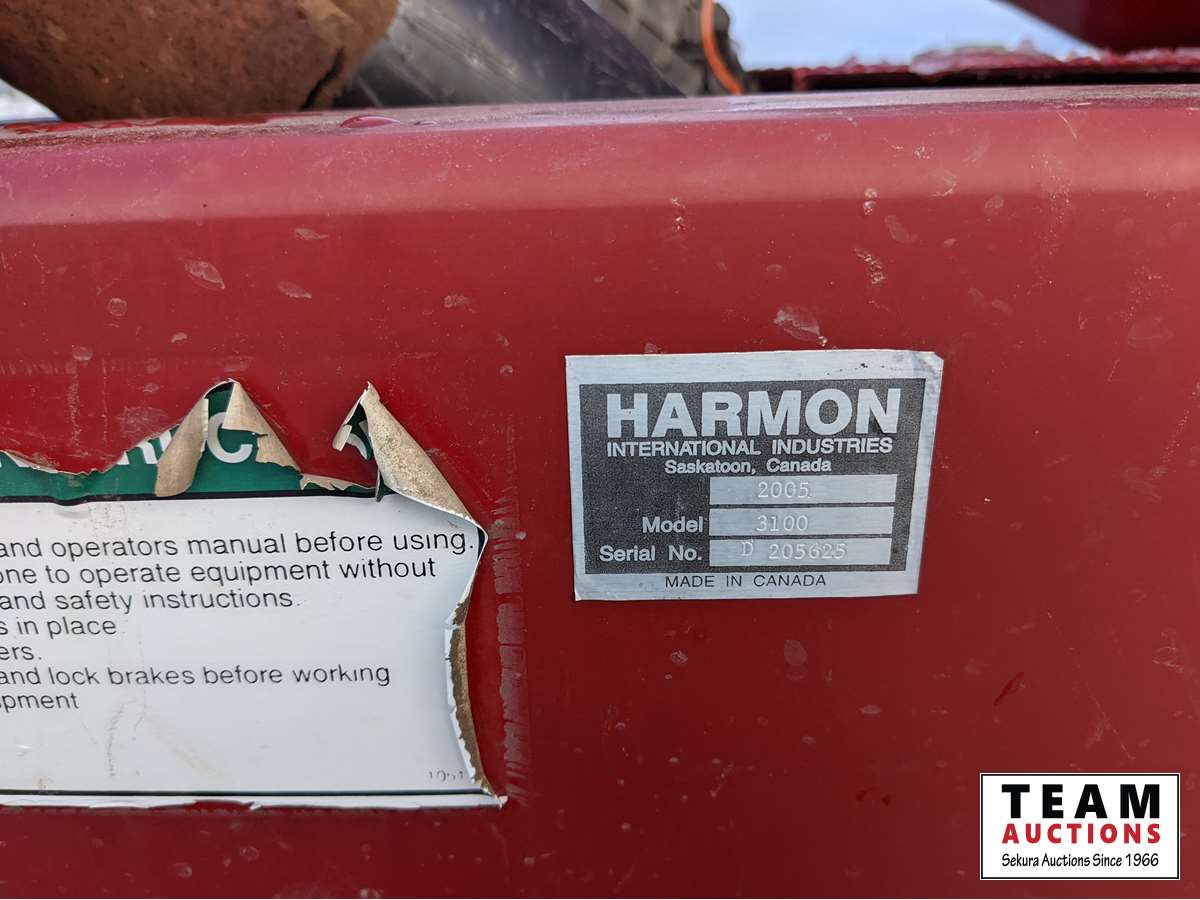 and operators manual before using.
one to operate equipment without
and safety instructions.
s in place
ers.
and lock brakes before working
pment
1051
HARMON
INTERNATIONAL INDUSTRIES
Saskatoon, Canada
2005
Model 3100
Serial No. D 205625
MADE IN CANADA
TEAM
AUCTIONS
Sekura Auctions Since 1966